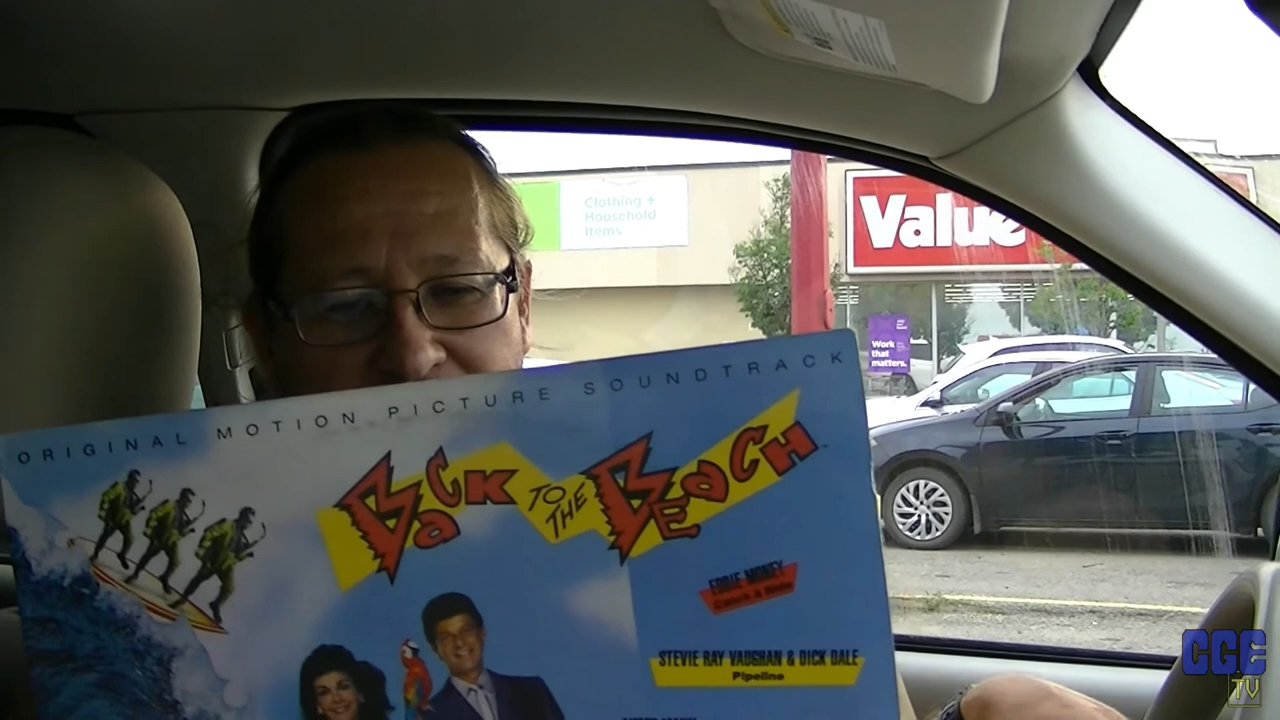 Clothing +
Household
Items
Value
Work
that
matters.
ORIGINAL MOTION PICTURE SOUNDTRACK
BACK TO THE BEACH
EDDIE MONEY
STEVIE RAY VAUGHAN & DICK DALE
Pipeline
CGE
TV